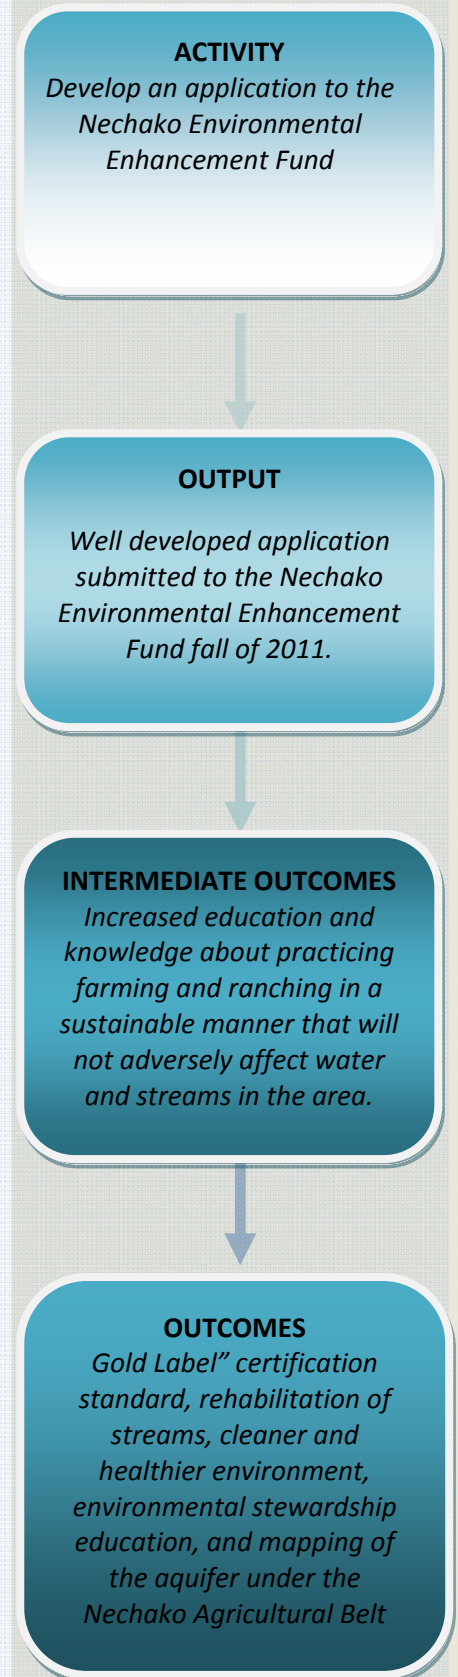 ACTIVITY
Develop an application to the
Nechako Environmental
Enhancement Fund
OUTPUT
Well developed application
submitted to the Nechako
Environmental Enhancement
Fund fall of 2011.
INTERMEDIATE OUTCOMES
Increased education and
knowledge about practicing
farming and ranching in a
sustainable manner that will
not adversely affect water
and streams in the area.
OUTCOMES
Gold Label” certification
standard, rehabilitation of
streams, cleaner and
healthier environment,
environmental stewardship
education, and mapping of
the aquifer under the
Nechako Agricultural Belt